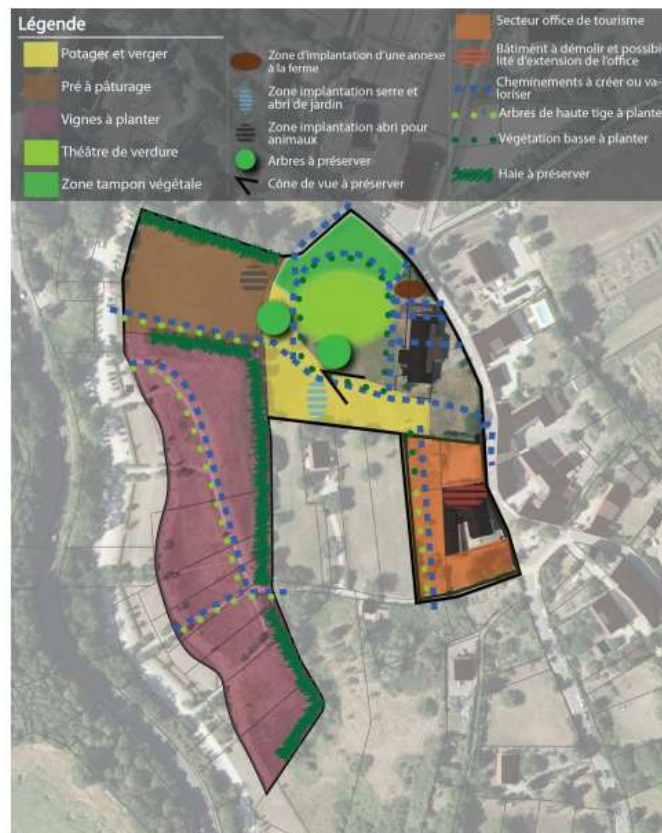 Légende
Potager et verger
Pré à pâturage
Vignes à planter
Théâtre de verdure
Zone tampon végétale
Zone d'implantation d'une annexe
à la ferme
Zone implantation serre et
abri de jardin
Zone implantation abri pour
animaux
Arbres à préserver
Cône de vue à préserver
Secteur office de tourisme
Bâtiment à démolir et possibi
lité d'extension de l'office
Cheminements à créer ou va-
loriser
Arbres de haute tige à plante
Végétation basse à planter
Haie à préserver